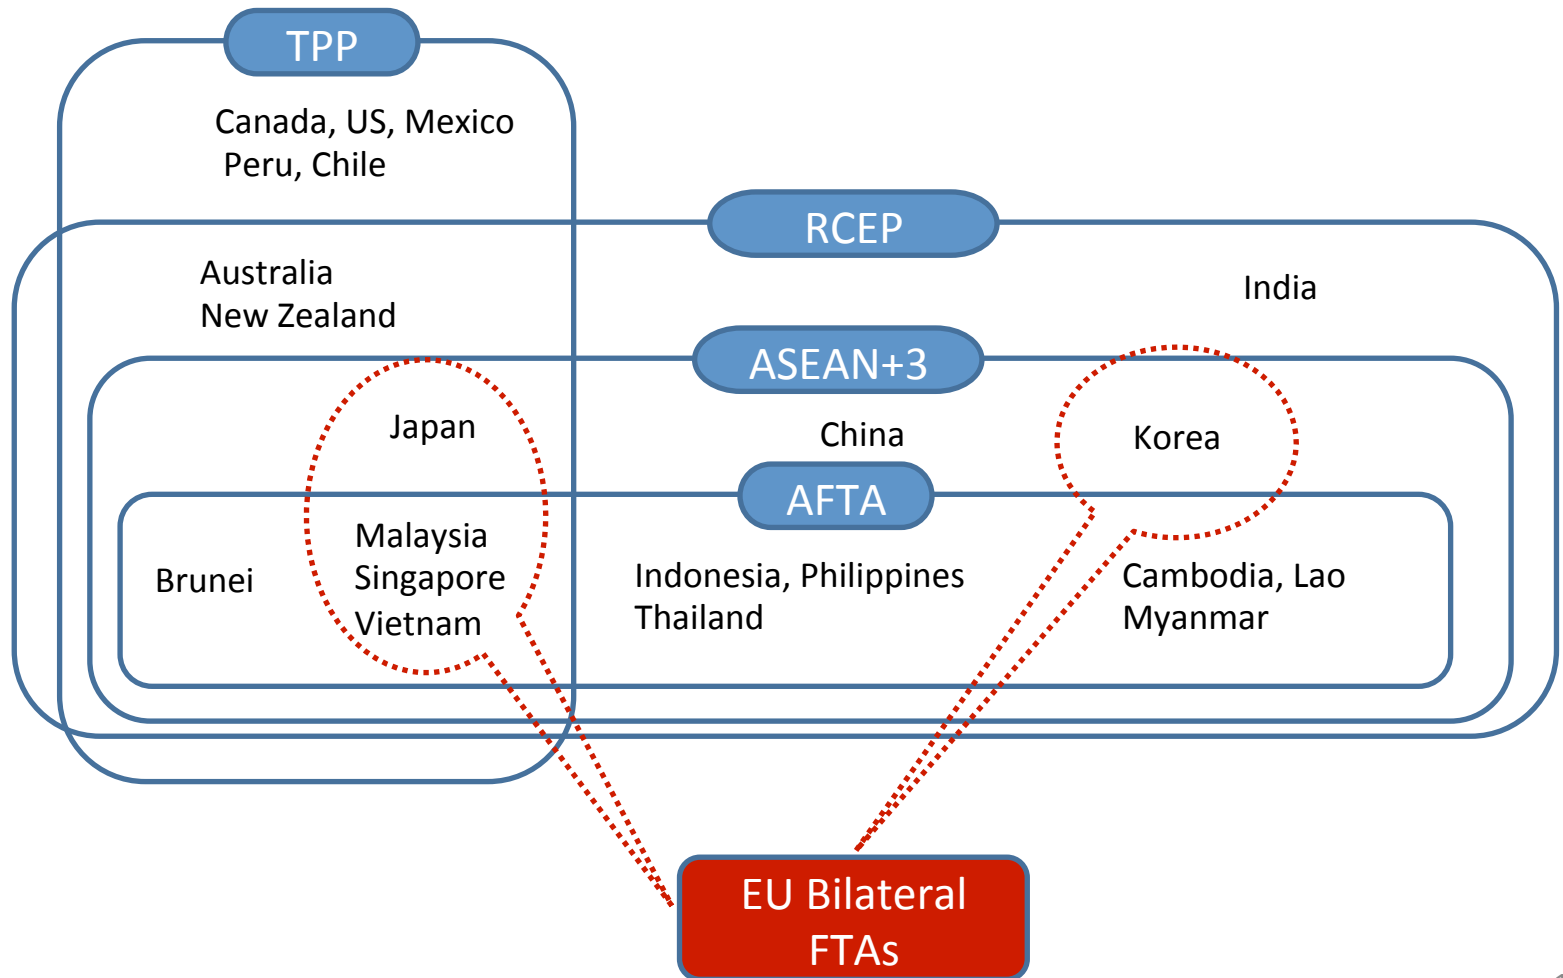 TPP
Canada, US, Mexico
Peru, Chile
RCEP
Australia
New Zealand
India
ASEAN+3
Japan
China
Korea
AFTA
Brunei
Malaysia
Singapore
Vietnam
Indonesia, Philippines
Thailand
Cambodia, Lao
Myanmar
EU Bilateral
FTAs